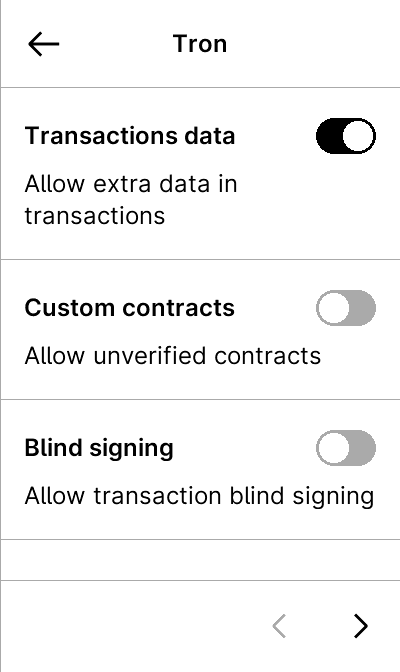 Tron
Transactions data
Allow extra data in
transactions
Custom contracts
Allow unverified contracts
Blind signing
Allow transaction blind signing